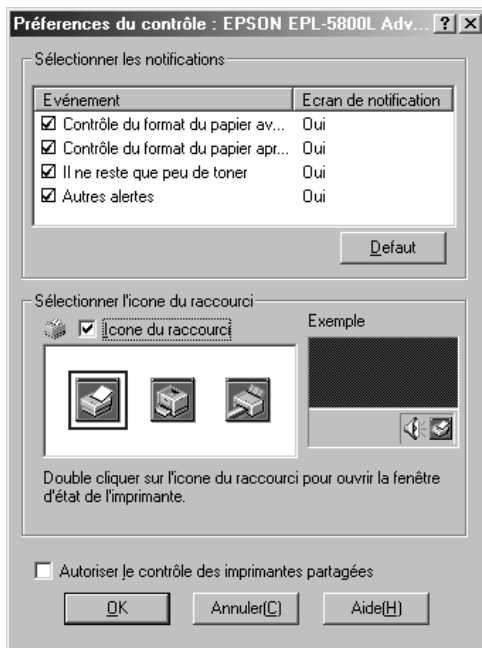 Préferences du contrôle : EPSON EPL-5800L Adv...
Sélectionner les notifications
Evénement Ecran de notification
Contrôle du format du papier av... Oui
Contrôle du format du papier apr... Oui
Il ne reste que peu de toner Oui
Autres alertes Oui
Defaut
Sélectionner l'icone du raccourci
Icone du raccourci
Exemple
Double cliquer sur l'icone du raccourci pour ouvrir la fenêtre
d'état de l'imprimante.
Autoriser le contrôle des imprimantes partagées
OK Annuler(C) Aide(H)